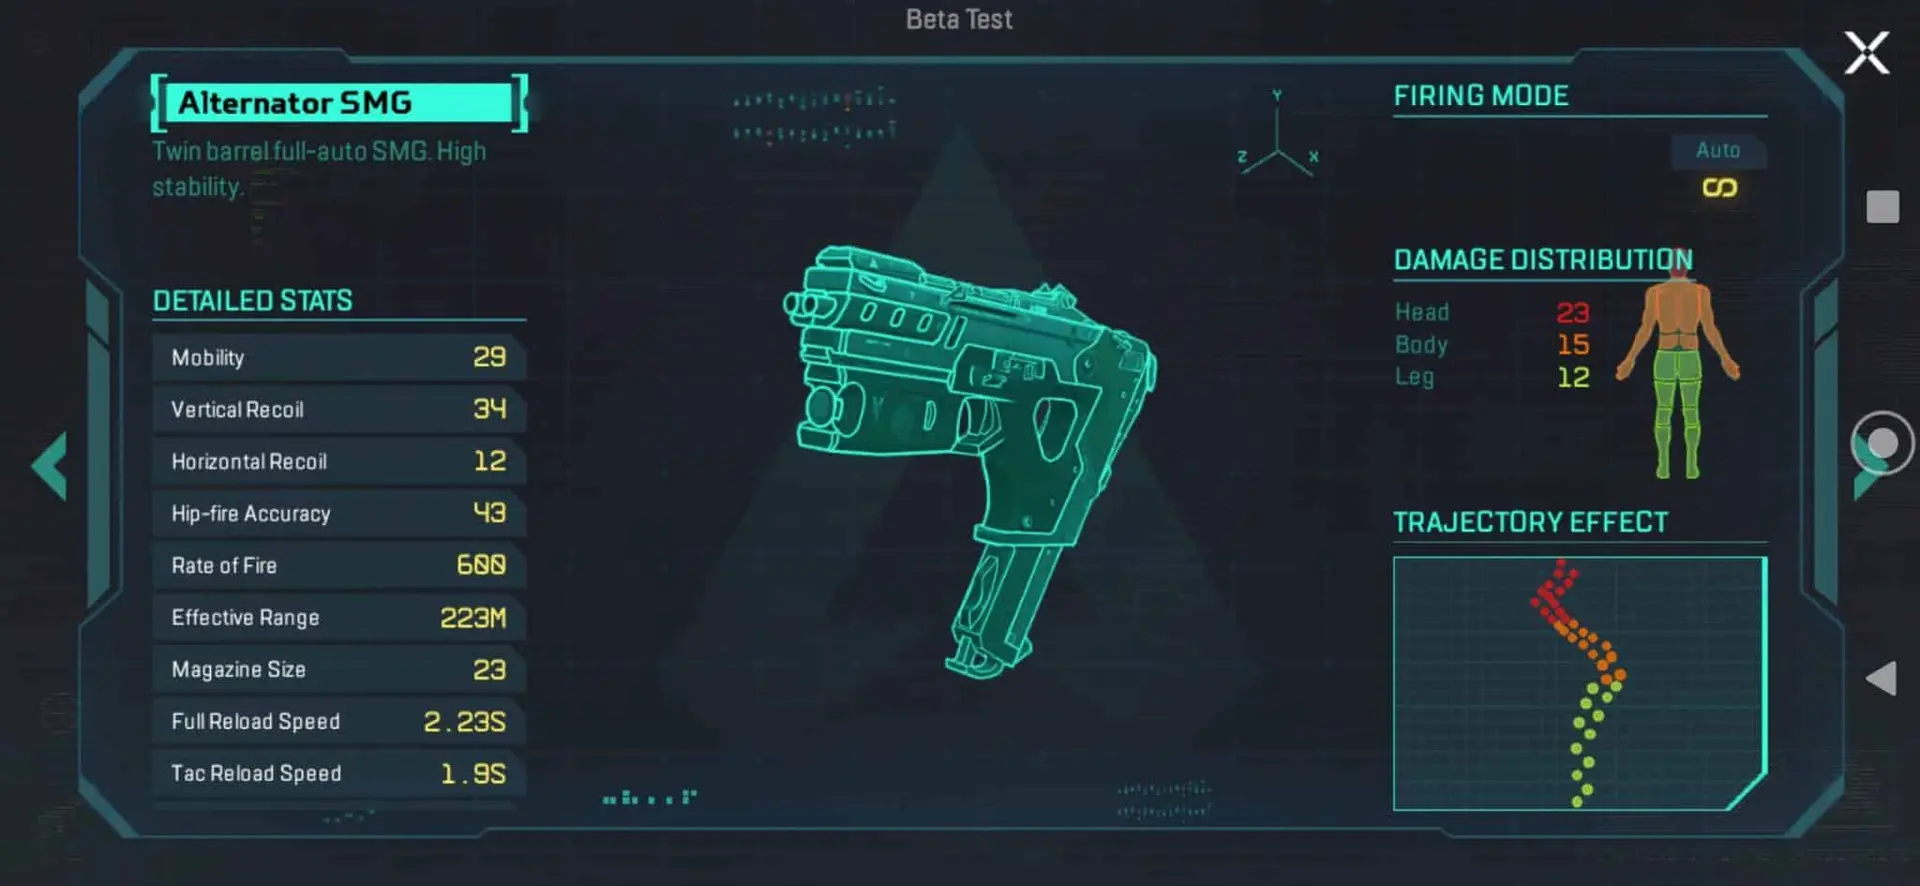 Beta Test
Alternator SMG
Twin barrel full-auto SMG. High
stability.
DETAILED STATS
Mobility 29
Vertical Recoil 34
Horizontal Recoil 12
Hip-fire Accuracy 43
Rate of Fire 600
Effective Range 223M
Magazine Size 23
Full Reload Speed 2.23S
Tac Reload Speed 1.9S
Y
Z X
FIRING MODE
Auto
DAMAGE DISTRIBUTION
Head 23
Body 15
Leg 12
TRAJECTORY EFFECT